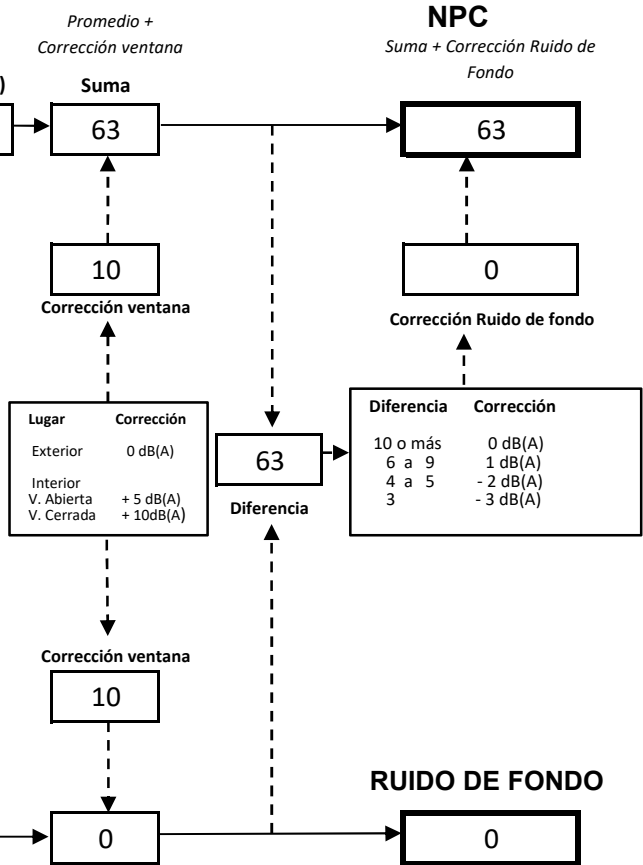 Promedio +
Corrección ventana
NPC
Suma + Corrección Ruido de
Fondo
)
Suma
63
63
10
0
Corrección ventana
Corrección Ruido de fondo
Lugar Corrección
Exterior 0 dB(A)
Interior
V. Abierta + 5 dB(A)
V. Cerrada + 10dB(A)
63
Diferencia
Diferencia Corrección
10 o más 0 dB(A)
6 a 9 1 dB(A)
4 a 5 - 2 dB(A)
3 - 3 dB(A)
Corrección ventana
10
RUIDO DE FONDO
0
0